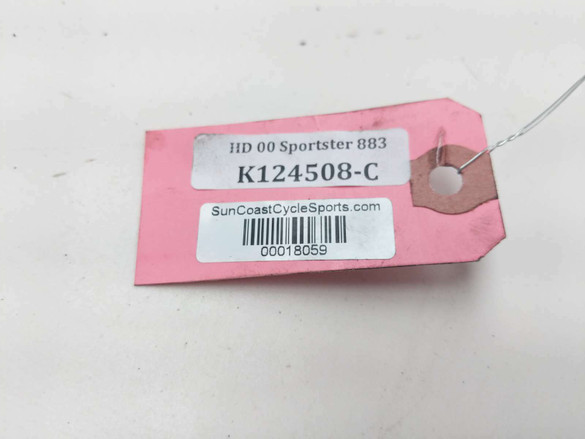 HD 00 Sportster 883
K124508-C
SunCoastCycleSports.com
00018059